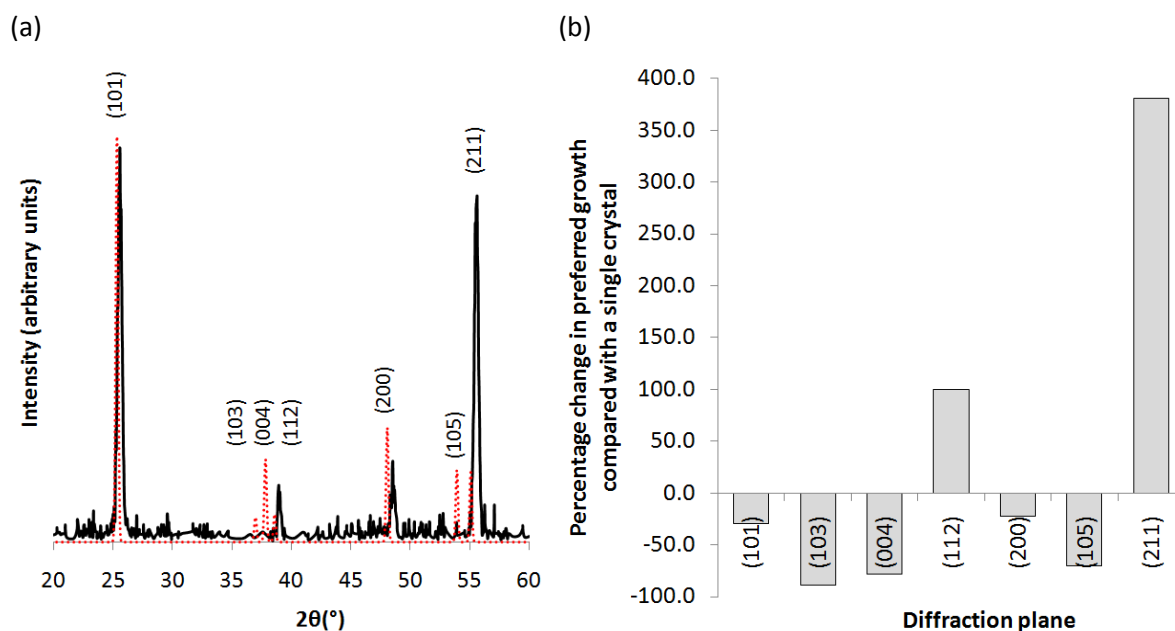 (a)
(101)
(103)
(004)
(112)
(200)
(105)
(211)
Intensity (arbitrary units)
20 25 30 35 40 45 50 55 60
2θ(°)
(b)
Percentage change in preferred growth
compared with a single crystal
400.0
350.0
300.0
250.0
200.0
150.0
100.0
50.0
0.0
-50.0
-100.0
(101) (103) (004) (112) (200) (105) (211)
Diffraction plane